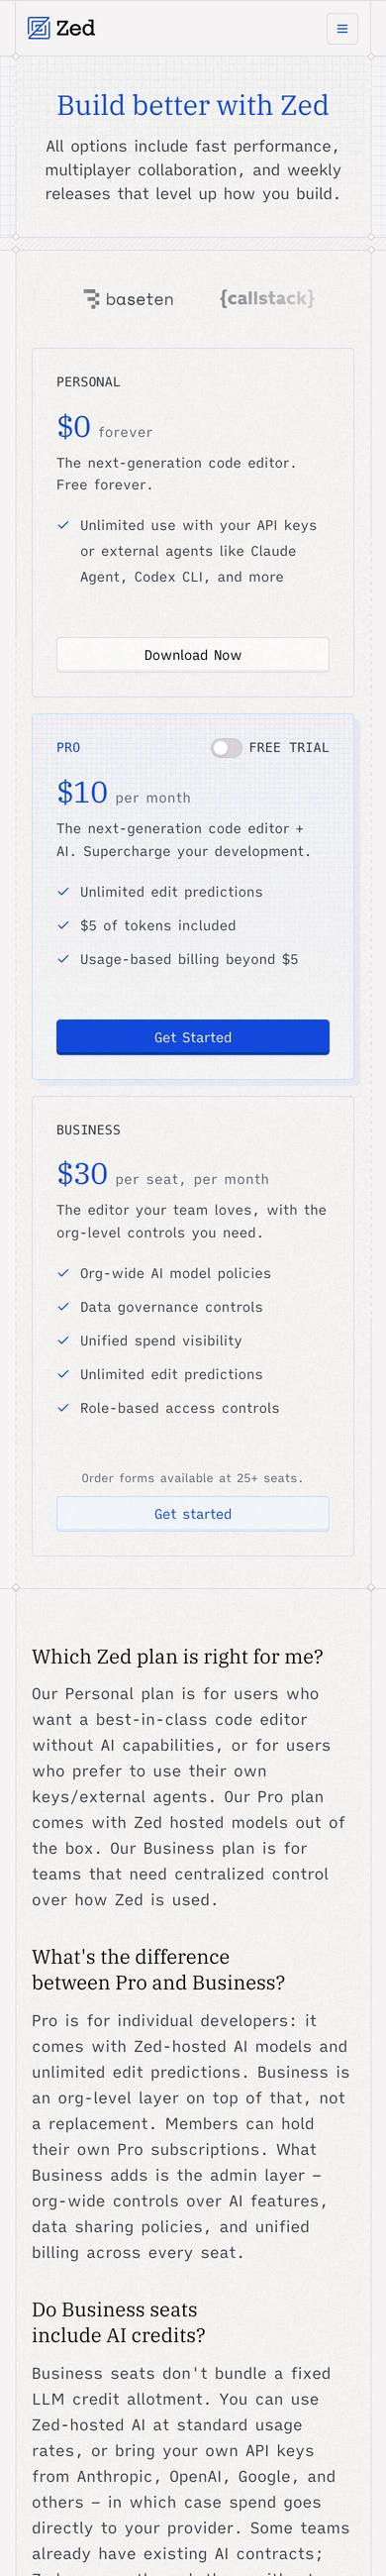 Zed
Build better with Zed
All options include fast performance,
multiplayer collaboration, and weekly
releases that level up how you build.
baseten {callstack}
PERSONAL
$0 forever
The next-generation code editor.
Free forever.
Unlimited use with your API keys
or external agents like Claude
Agent, Codex CLI, and more
Download Now
PRO FREE TRIAL
$10 per month
The next-generation code editor +
AI. Supercharge your development.
Unlimited edit predictions
$5 of tokens included
Usage-based billing beyond $5
Get Started
BUSINESS
$30 per seat, per month
The editor your team loves, with the
org-level controls you need.
Org-wide AI model policies
Data governance controls
Unified spend visibility
Unlimited edit predictions
Role-based access controls
Order forms available at 25+ seats.
Get started
Which Zed plan is right for me?
Our Personal plan is for users who
want a best-in-class code editor
without AI capabilities, or for users
who prefer to use their own
keys/external agents. Our Pro plan
comes with Zed hosted models out of
the box. Our Business plan is for
teams that need centralized control
over how Zed is used.
What's the difference
between Pro and Business?
Pro is for individual developers: it
comes with Zed-hosted AI models and
unlimited edit predictions. Business is
an org-level layer on top of that, not
a replacement. Members can hold
their own Pro subscriptions. What
Business adds is the admin layer –
org-wide controls over AI features,
data sharing policies, and unified
billing across every seat.
Do Business seats
include AI credits?
Business seats don't bundle a fixed
LLM credit allotment. You can use
Zed-hosted AI at standard usage
rates, or bring your own API keys
from Anthropic, OpenAI, Google, and
others – in which case spend goes
directly to your provider. Some teams
already have existing AI contracts;